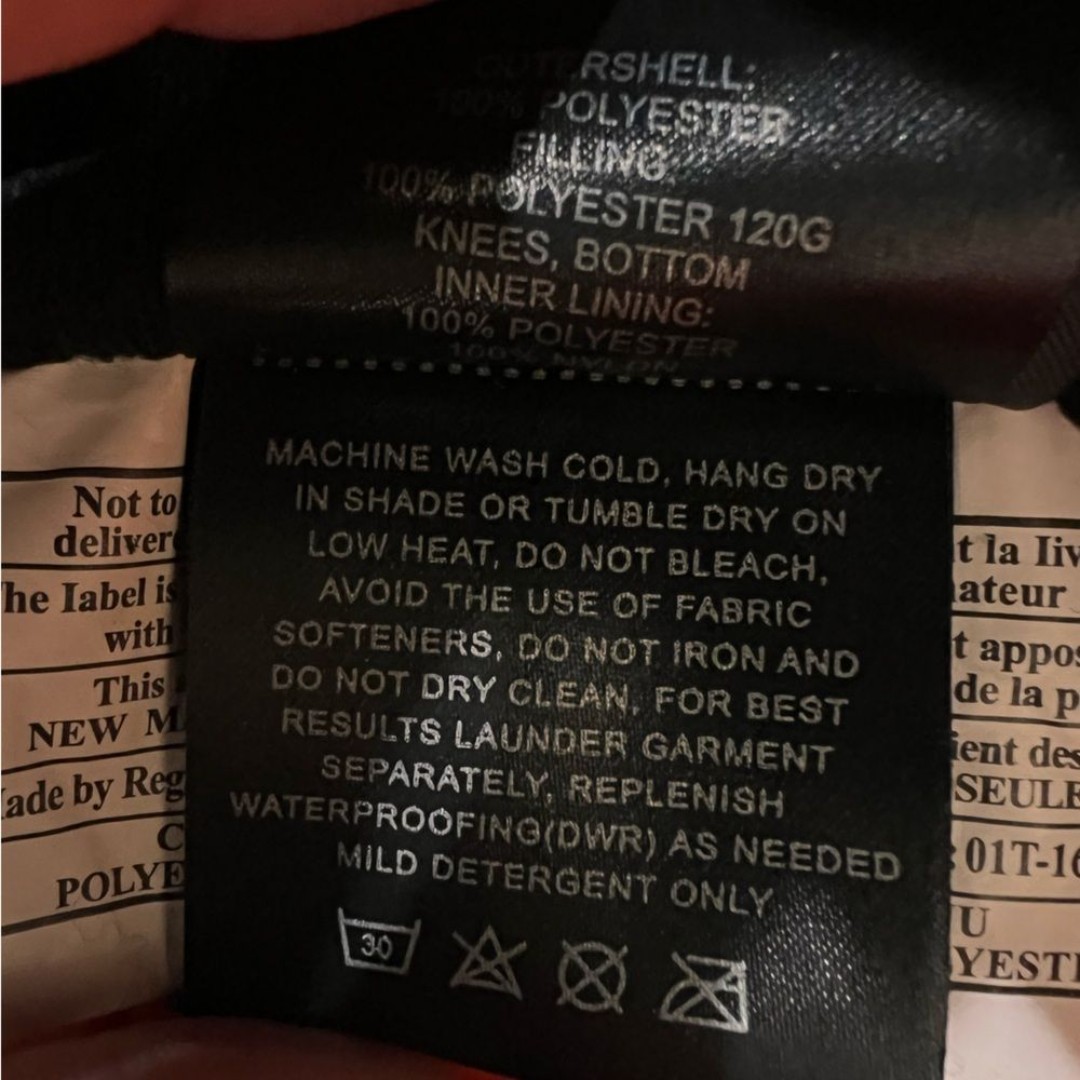 OUTERSHELL:
100% POLYESTER
FILLING:
100% POLYESTER 120G
KNEES, BOTTOM
INNER LINING:
100% POLYESTER
100% NYLON
MACHINE WASH COLD, HANG DRY
IN SHADE OR TUMBLE DRY ON
LOW HEAT, DO NOT BLEACH,
AVOID THE USE OF FABRIC
SOFTENERS, DO NOT IRON AND
DO NOT DRY CLEAN, FOR BEST
RESULTS LAUNDER GARMENT
SEPARATELY, REPLENISH
WATERPROOFING(DWR) AS NEEDED
MILD DETERGENT ONLY
30
Not to
deliver
he Iabel is
with
This
NEW M
ade by Reg
C
POLYE
t la Iiv
ateur
t appos
de la p
ient des
SEULE
: 01T-16
U
YESTE